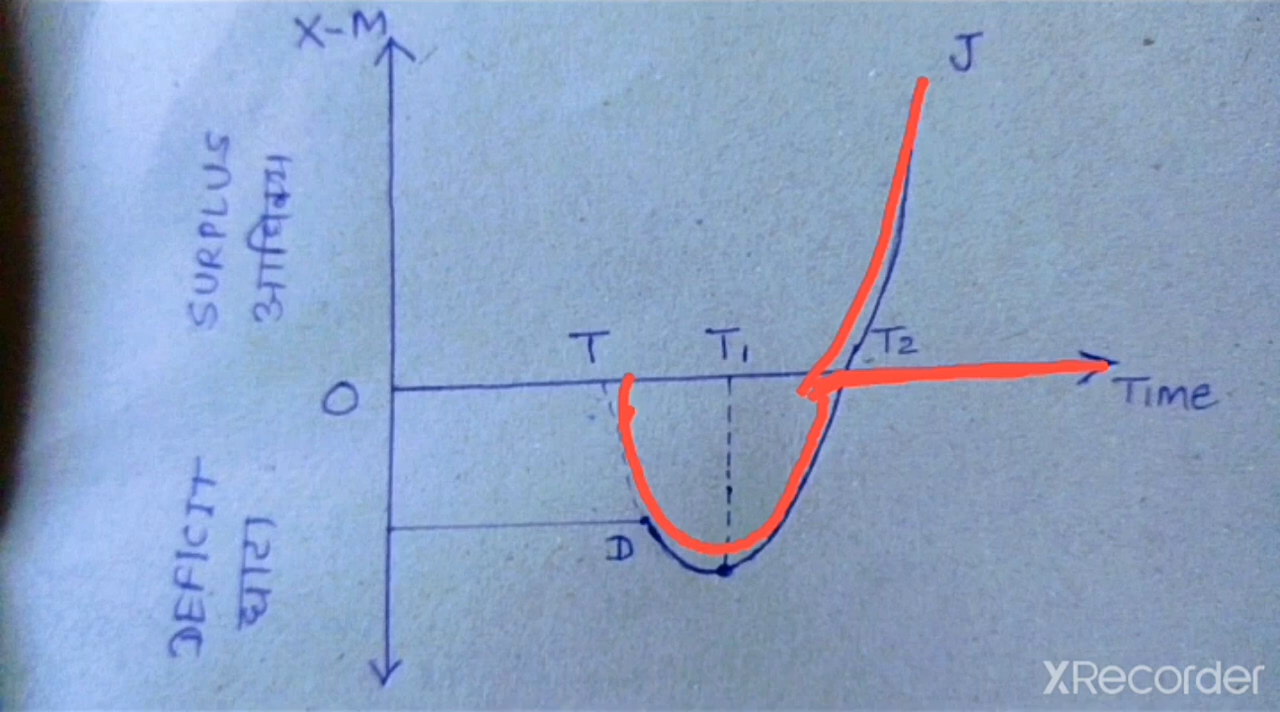 X-M
J
SURPLUS
आधिक्य
T
T1
T2
O
Time
D
DEFICIT
घाटा
XRecorder